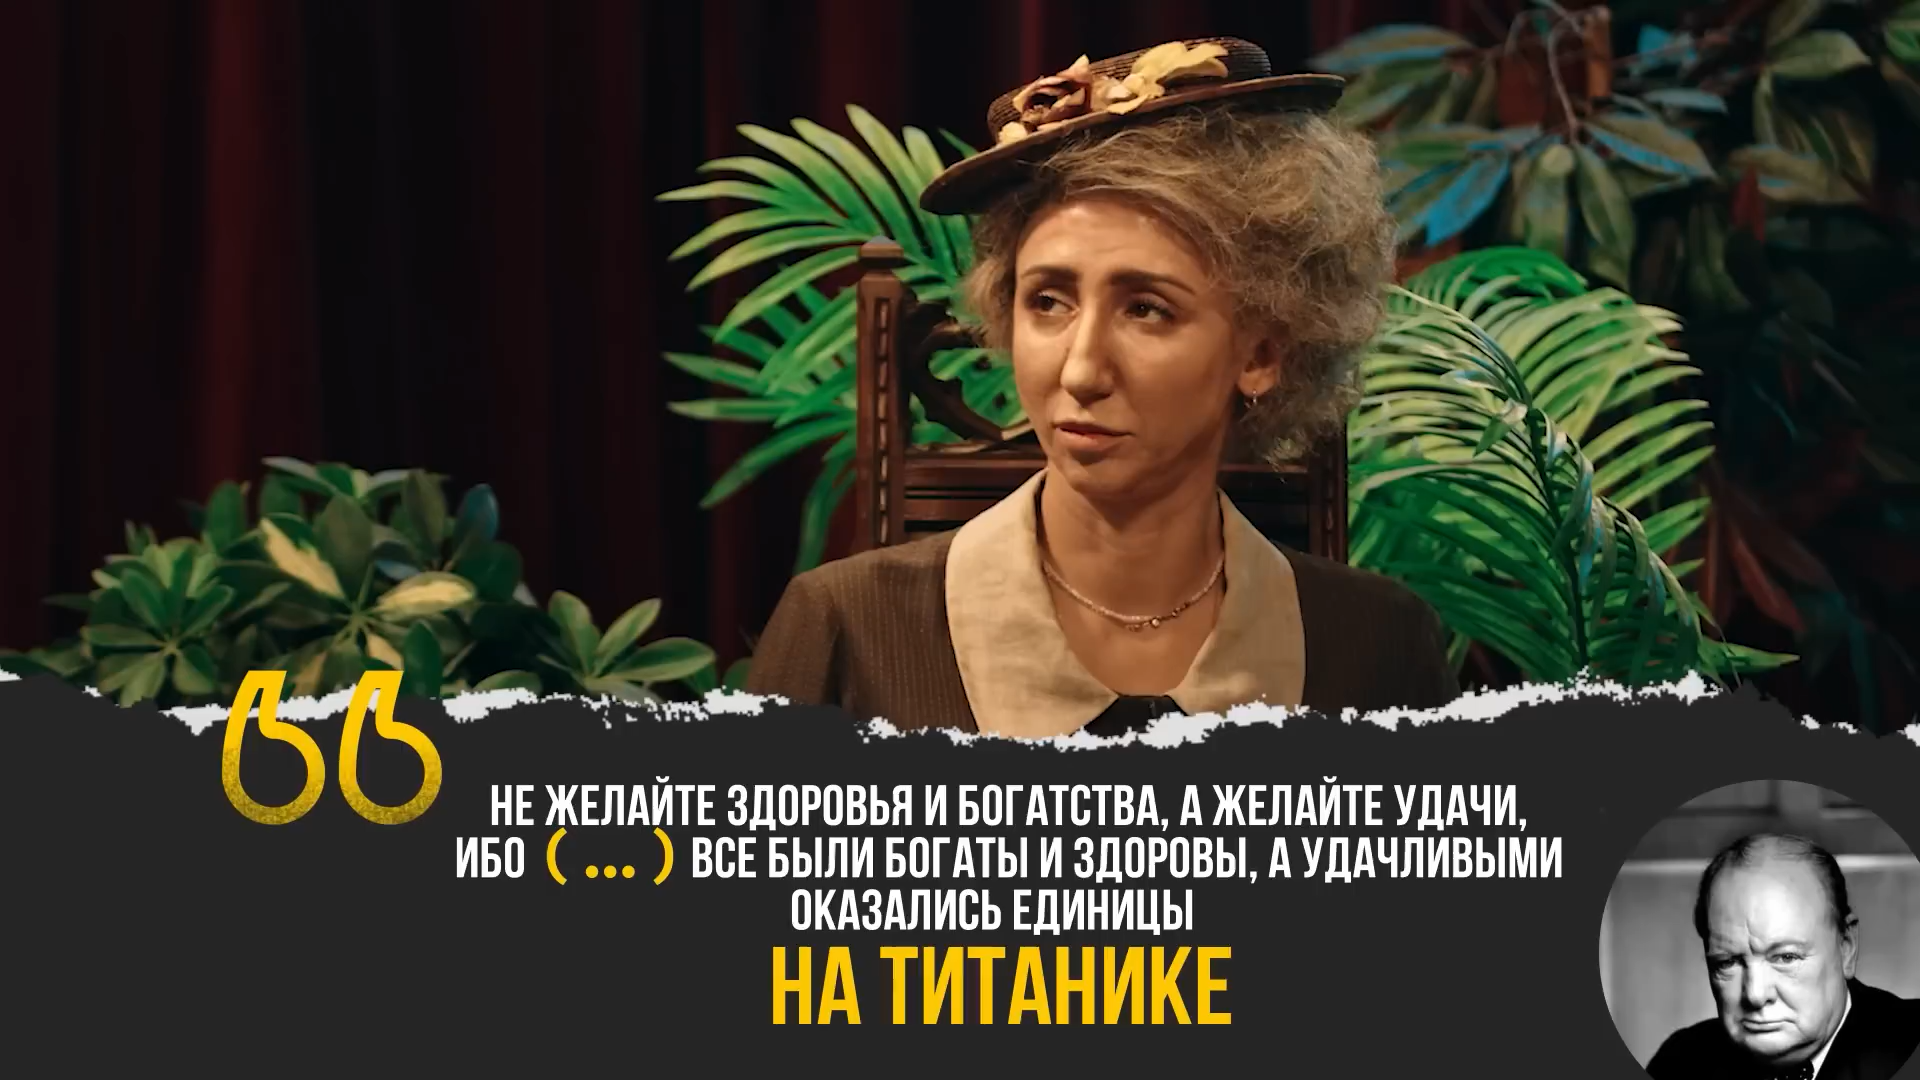 НЕ ЖЕЛАЙТЕ ЗДОРОВЬЯ И БОГАТСТВА, А ЖЕЛАЙТЕ УДАЧИ,
ИБО (...) ВСЕ БЫЛИ БОГАТЫ И ЗДОРОВЫ, А УДАЧЛИВЫМИ
ОКАЗАЛИСЬ ЕДИНИЦЫ
НА ТИТАНИКЕ